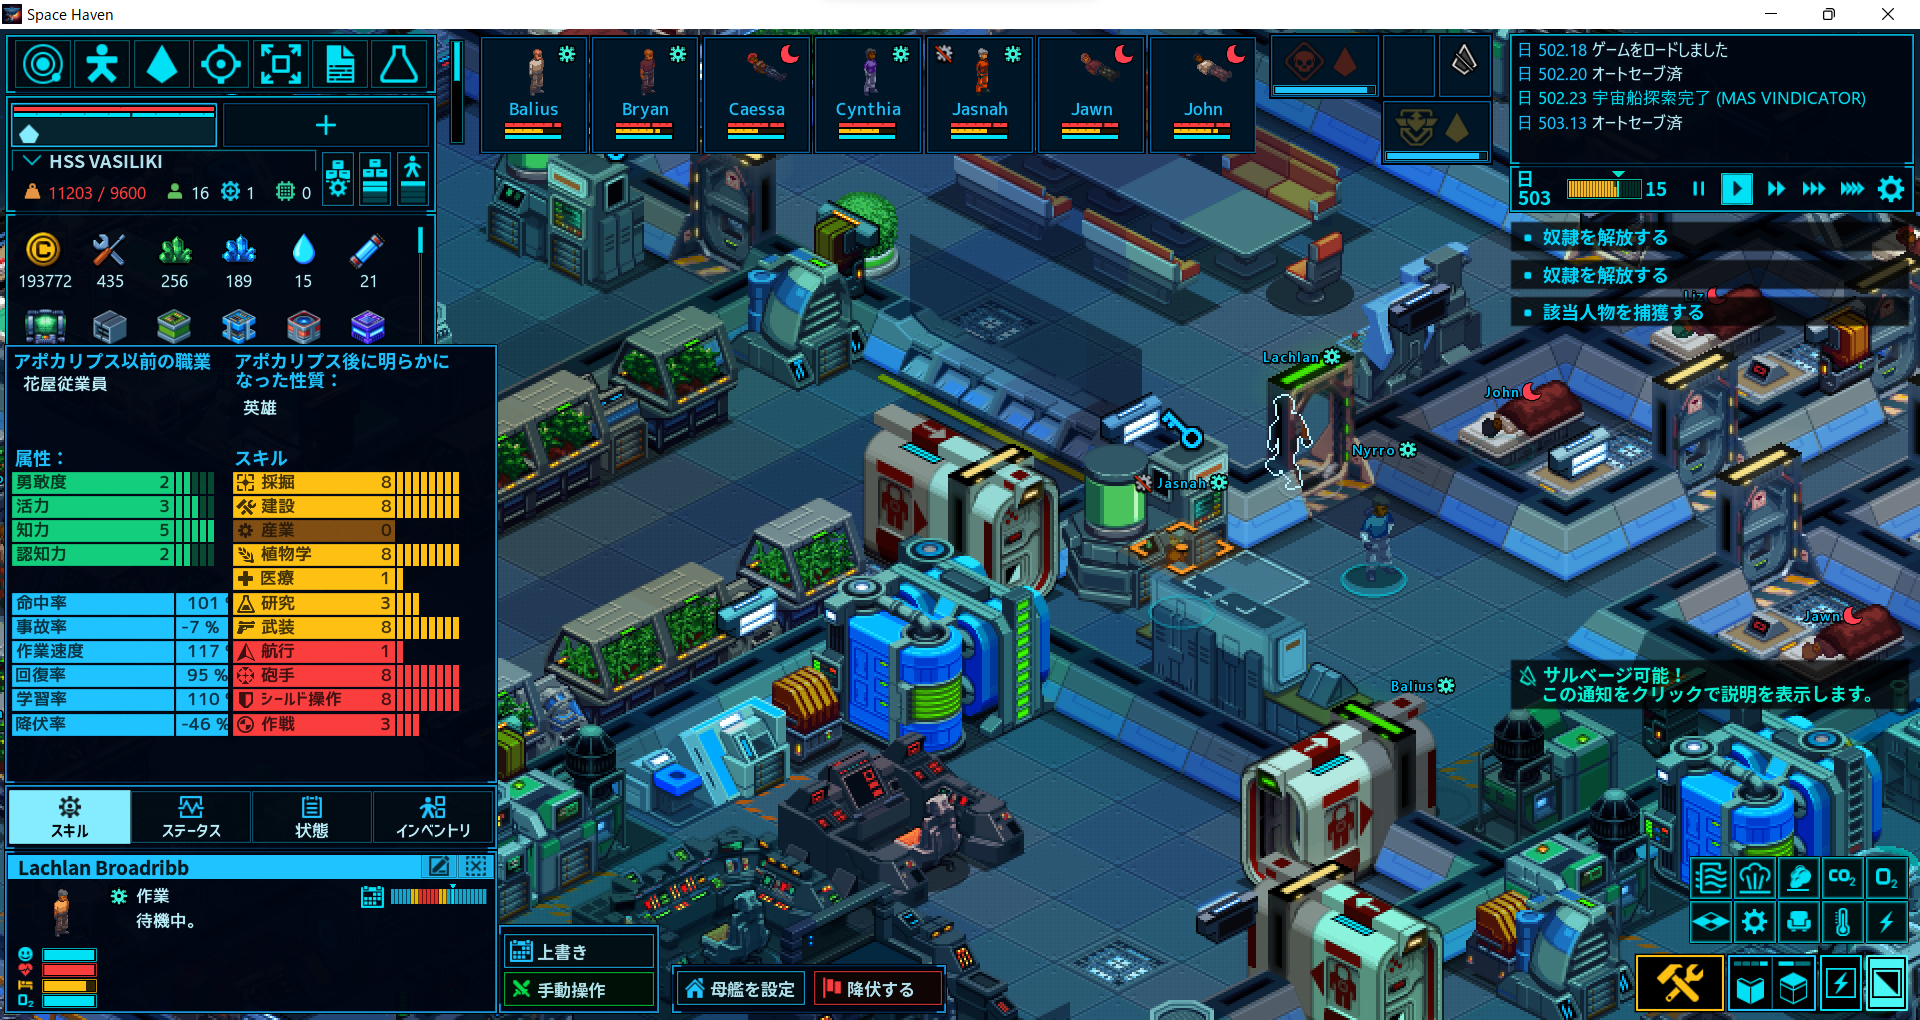 Space Haven
Balius
Bryan
Caessa
Cynthia
Jasnah
Jawn
John
日 502.18 ゲームをロードしました
日 502.20 オートセーブ済
日 502.23 宇宙船探索完了 (MAS VINDICATOR)
日 503.13 オートセーブ済
HSS VASILIKI
11203 / 9600
16
1
0
日
503
15
193772
435
256
189
15
21
奴隷を解放する
奴隷を解放する
該当人物を捕獲する
Liz
アポカリプス以前の職業
花屋従業員
アポカリプス後に明らかに
なった性質：
英雄
属性：
勇敢度 2
活力 3
知力 5
認知力 2
命中率 101
事故率 -7 %
作業速度 117
回復率 95 %
学習率 110
降伏率 -46 %
スキル
採掘 8
建設 8
産業 0
植物学 8
医療 1
研究 3
武装 8
航行 1
砲手 8
シールド操作 8
作戦 3
Lachlan
John
Nyrro
Jasnah
Jawn
Balius
サルベージ可能！
この通知をクリックで説明を表示します。
スキル
ステータス
状態
インベントリ
Lachlan Broadribb
作業
待機中。
O2
上書き
手動操作
母艦を設定
降伏する
CO2
O2